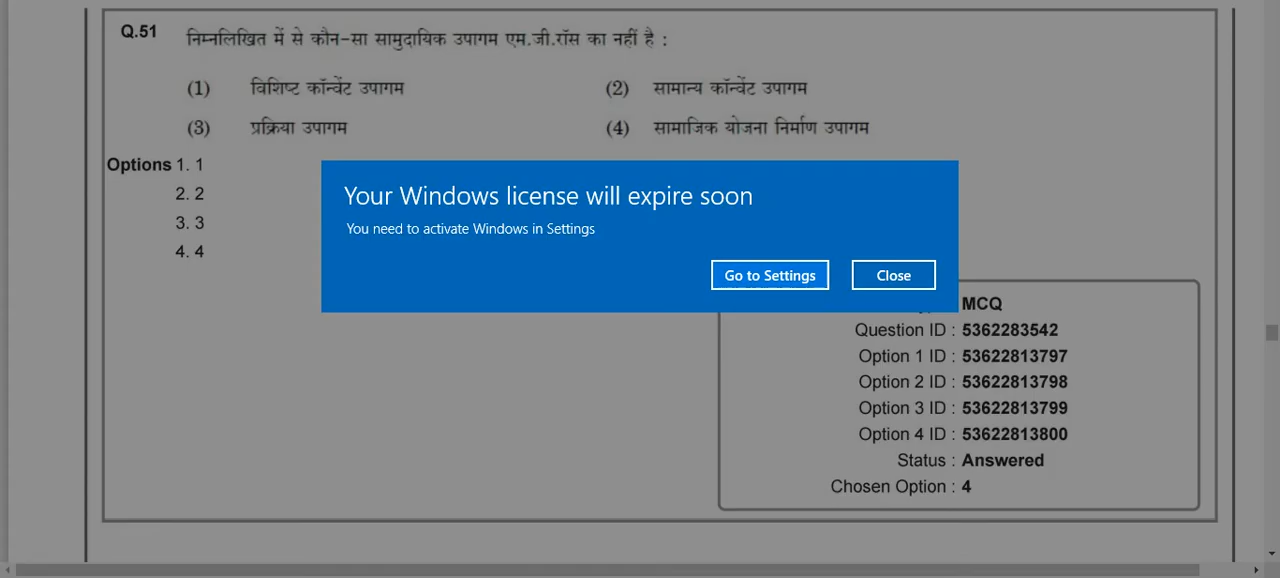 Q.51 निम्नलिखित में से कौन-सा सामुदायिक उपागम एम.जी.रॉस का नहीं है :
(1) विशिष्ट कॉन्वेंट उपागम (2) सामान्य कॉन्वेंट उपागम
(3) प्रक्रिया उपागम (4) सामाजिक योजना निर्माण उपागम
Options 1. 1
2. 2
3. 3
4. 4
Your Windows license will expire soon
You need to activate Windows in Settings
Go to Settings Close
MCQ
Question ID : 5362283542
Option 1 ID : 53622813797
Option 2 ID : 53622813798
Option 3 ID : 53622813799
Option 4 ID : 53622813800
Status : Answered
Chosen Option : 4